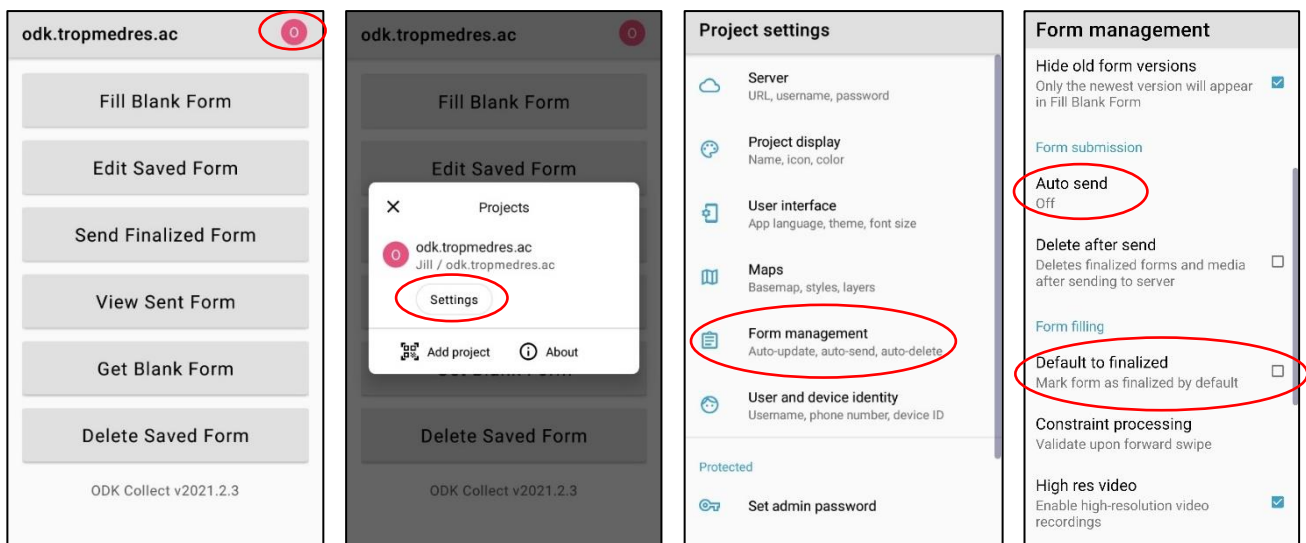 odk.tropmedres.ac
O
Fill Blank Form
Edit Saved Form
Send Finalized Form
View Sent Form
Get Blank Form
Delete Saved Form
ODK Collect v2021.2.3
odk.tropmedres.ac
O
Fill Blank Form
Edit Saved Form
Projects
O
odk.tropmedres.ac
Jill / odk.tropmedres.ac
Settings
Add project
About
Delete Saved Form
ODK Collect v2021.2.3
Project settings
Server
URL, username, password
Project display
Name, icon, color
User interface
App language, theme, font size
Maps
Basemap, styles, layers
Form management
Auto-update, auto-send, auto-delete
User and device identity
Username, phone number, device ID
Protected
Set admin password
Form management
Hide old form versions
Only the newest version will appear
in Fill Blank Form
Form submission
Auto send
Off
Delete after send
Deletes finalized forms and media
after sending to server
Form filling
Default to finalized
Mark form as finalized by default
Constraint processing
Validate upon forward swipe
High res video
Enable high-resolution video
recordings